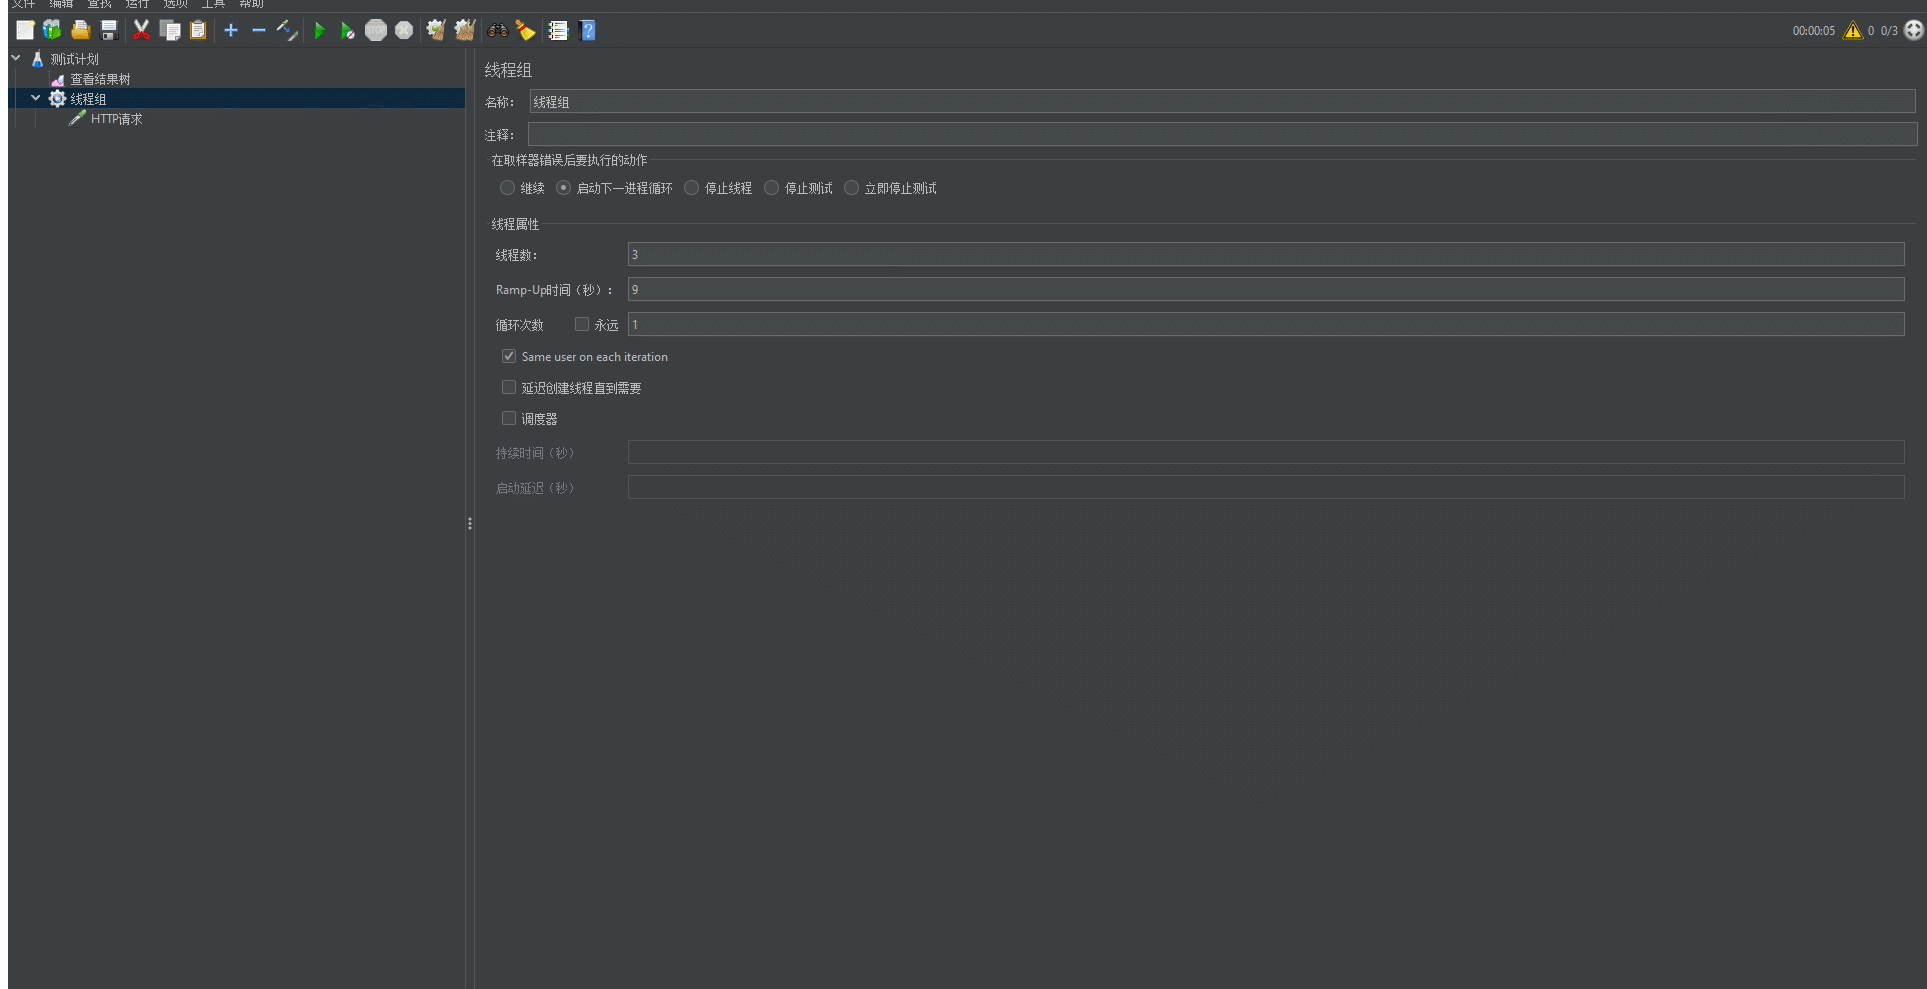 文件 编辑 查找 运行 选项 工具 帮助
00:00:05 0 0/3
测试计划
查看结果树
线程组
HTTP请求
线程组
名称： 线程组
注释：
在取样器错误后要执行的动作
继续 启动下一进程循环 停止线程 停止测试 立即停止测试
线程属性
线程数： 3
Ramp-Up时间（秒）： 9
循环次数 永远 1
Same user on each iteration
延迟创建线程直到需要
调度器
持续时间（秒）
启动延迟（秒）